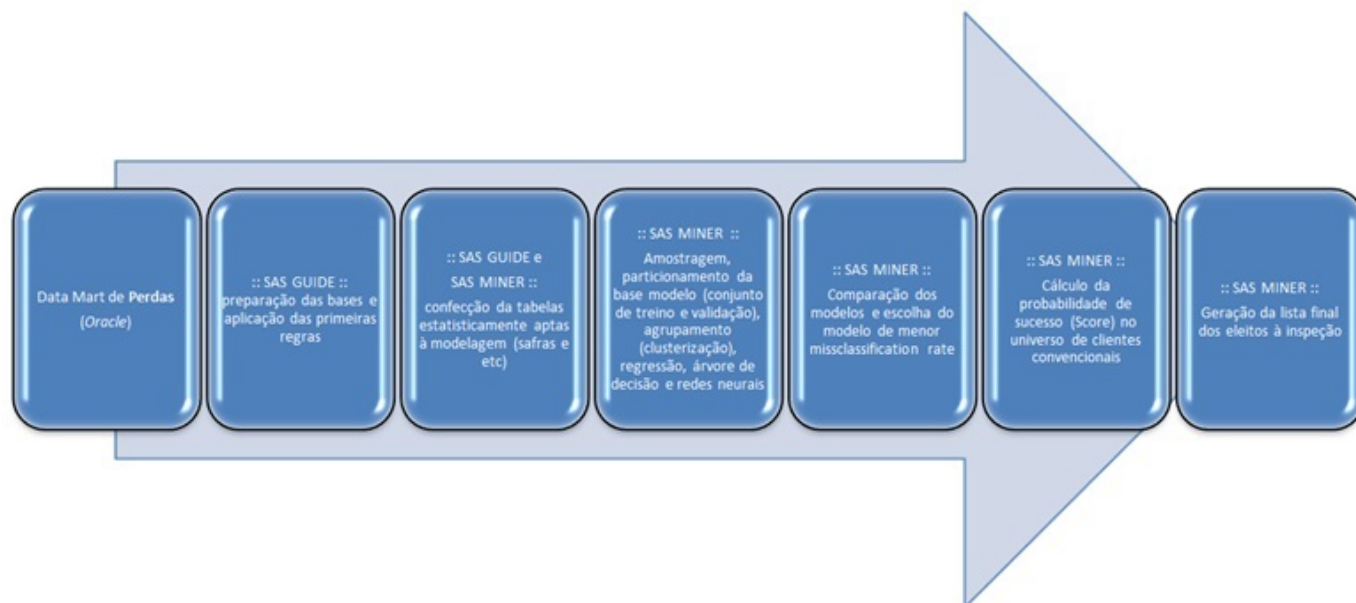 Data Mart de Perdas
(Oracle)
:: SAS GUIDE ::
preparação das bases e
aplicação das primeiras
regras
:: SAS GUIDE e
SAS MINER ::
confecção da tabelas
estatisticamente aptas
à modelagem (safras e
etc)
:: SAS MINER ::
Amostragem,
particionamento da
base modelo (conjunto
de treino e validação),
agrupamento
(clusterização),
regressão, árvore de
decisão e redes neurais
:: SAS MINER ::
Comparação dos
modelos e escolha do
modelo de menor
missclassification rate
:: SAS MINER ::
Cálculo da
probabilidade de
sucesso (Score) no
universo de clientes
convencionais
:: SAS MINER ::
Geração da lista final
dos eleitos à inspeção